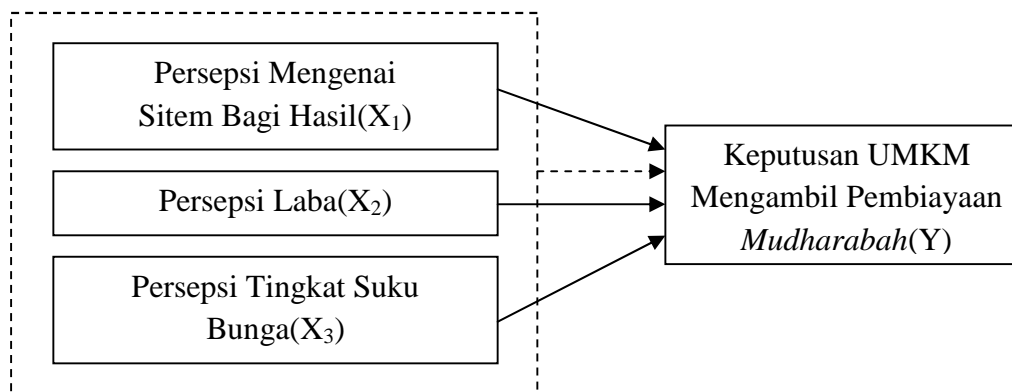 Persepsi Mengenai
Sitem Bagi Hasil(X₁)
Persepsi Laba(X₂)
Persepsi Tingkat Suku
Bunga(X₃)
Keputusan UMKM
Mengambil Pembiayaan
Mudharabah(Y)